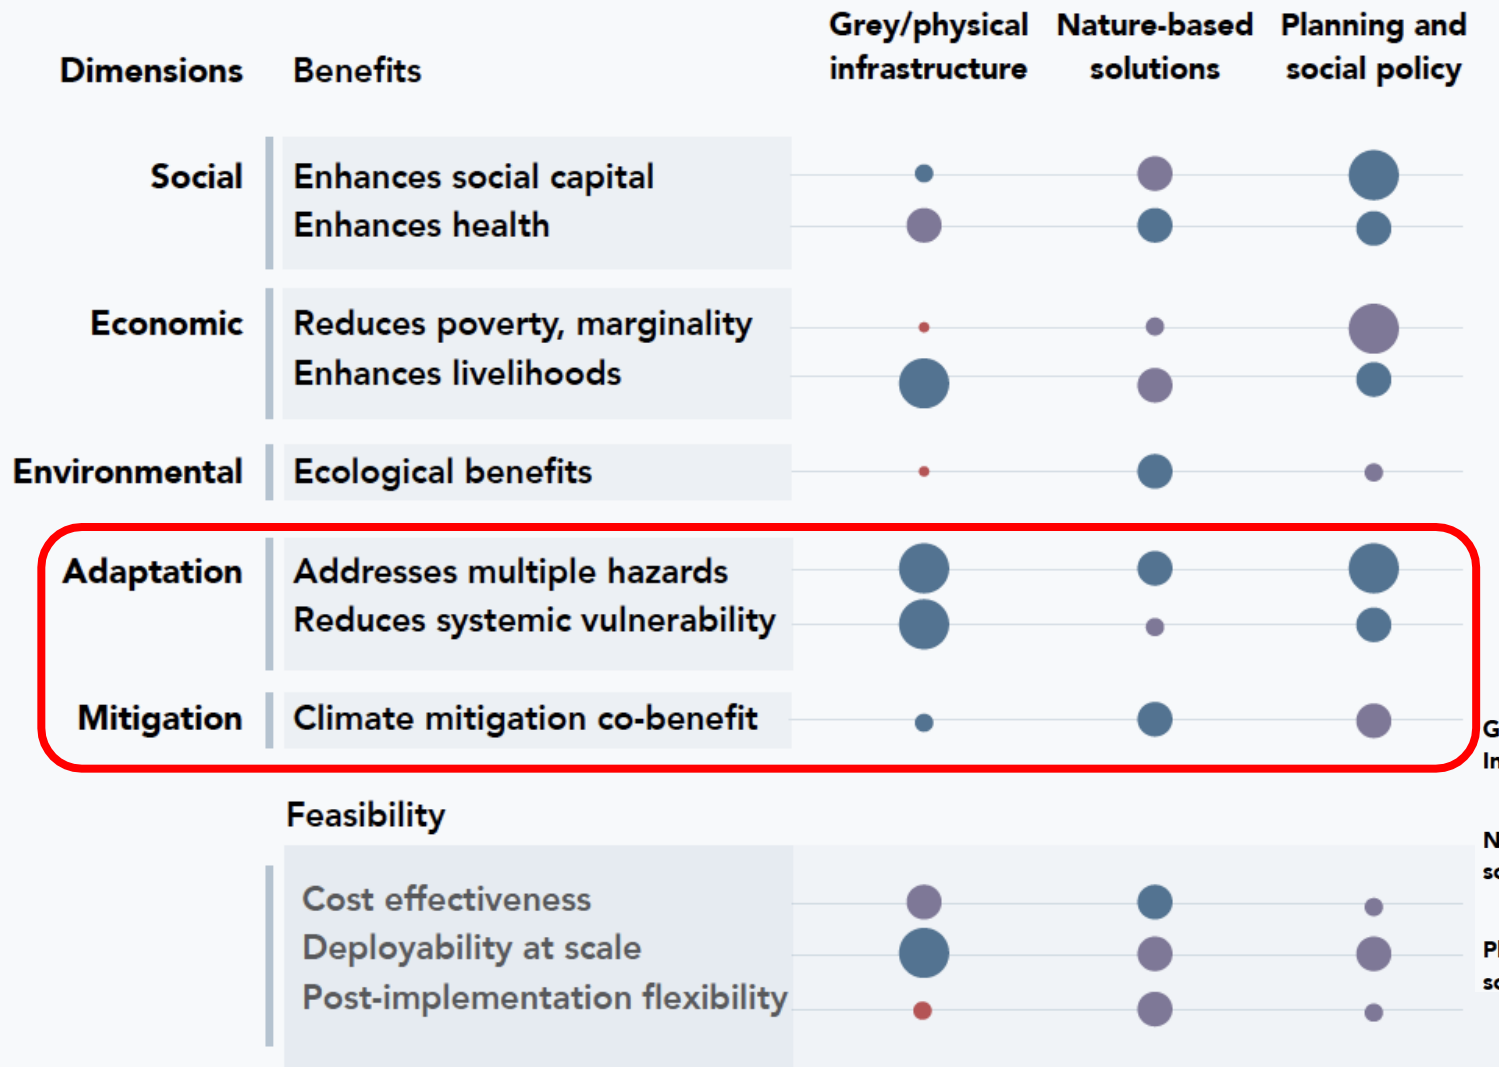 Grey/physical infrastructure
Nature-based solutions
Planning and social policy
Dimensions
Benefits
Social
Enhances social capital
Enhances health
Economic
Reduces poverty, marginality
Enhances livelihoods
Environmental
Ecological benefits
Adaptation
Addresses multiple hazards
Reduces systemic vulnerability
Mitigation
Climate mitigation co-benefit
Feasibility
Cost effectiveness
Deployability at scale
Post-implementation flexibility